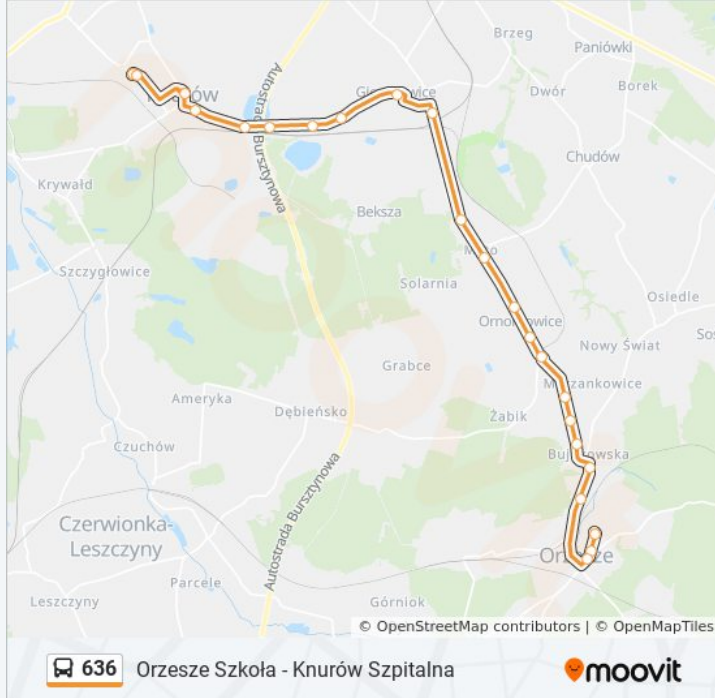 Brzeg
Paniówki
Dwór
Borek
Chudów
Krywałd
Autostrada Bursztynowa
Beksza
Szczygłowice
Solarnia
Osiedle
Nowy Świat
Grabce
Ameryka
Dębieńsko
Żabik
Czuchów
Autostrada Bursztynowa
Czerwionka-
Leszczyny
Parcele
Leszczyny
Górniok
© OpenStreetMap contributors | © OpenMapTiles
636 Orzesze Szkoła - Knurów Szpitalna
moovit